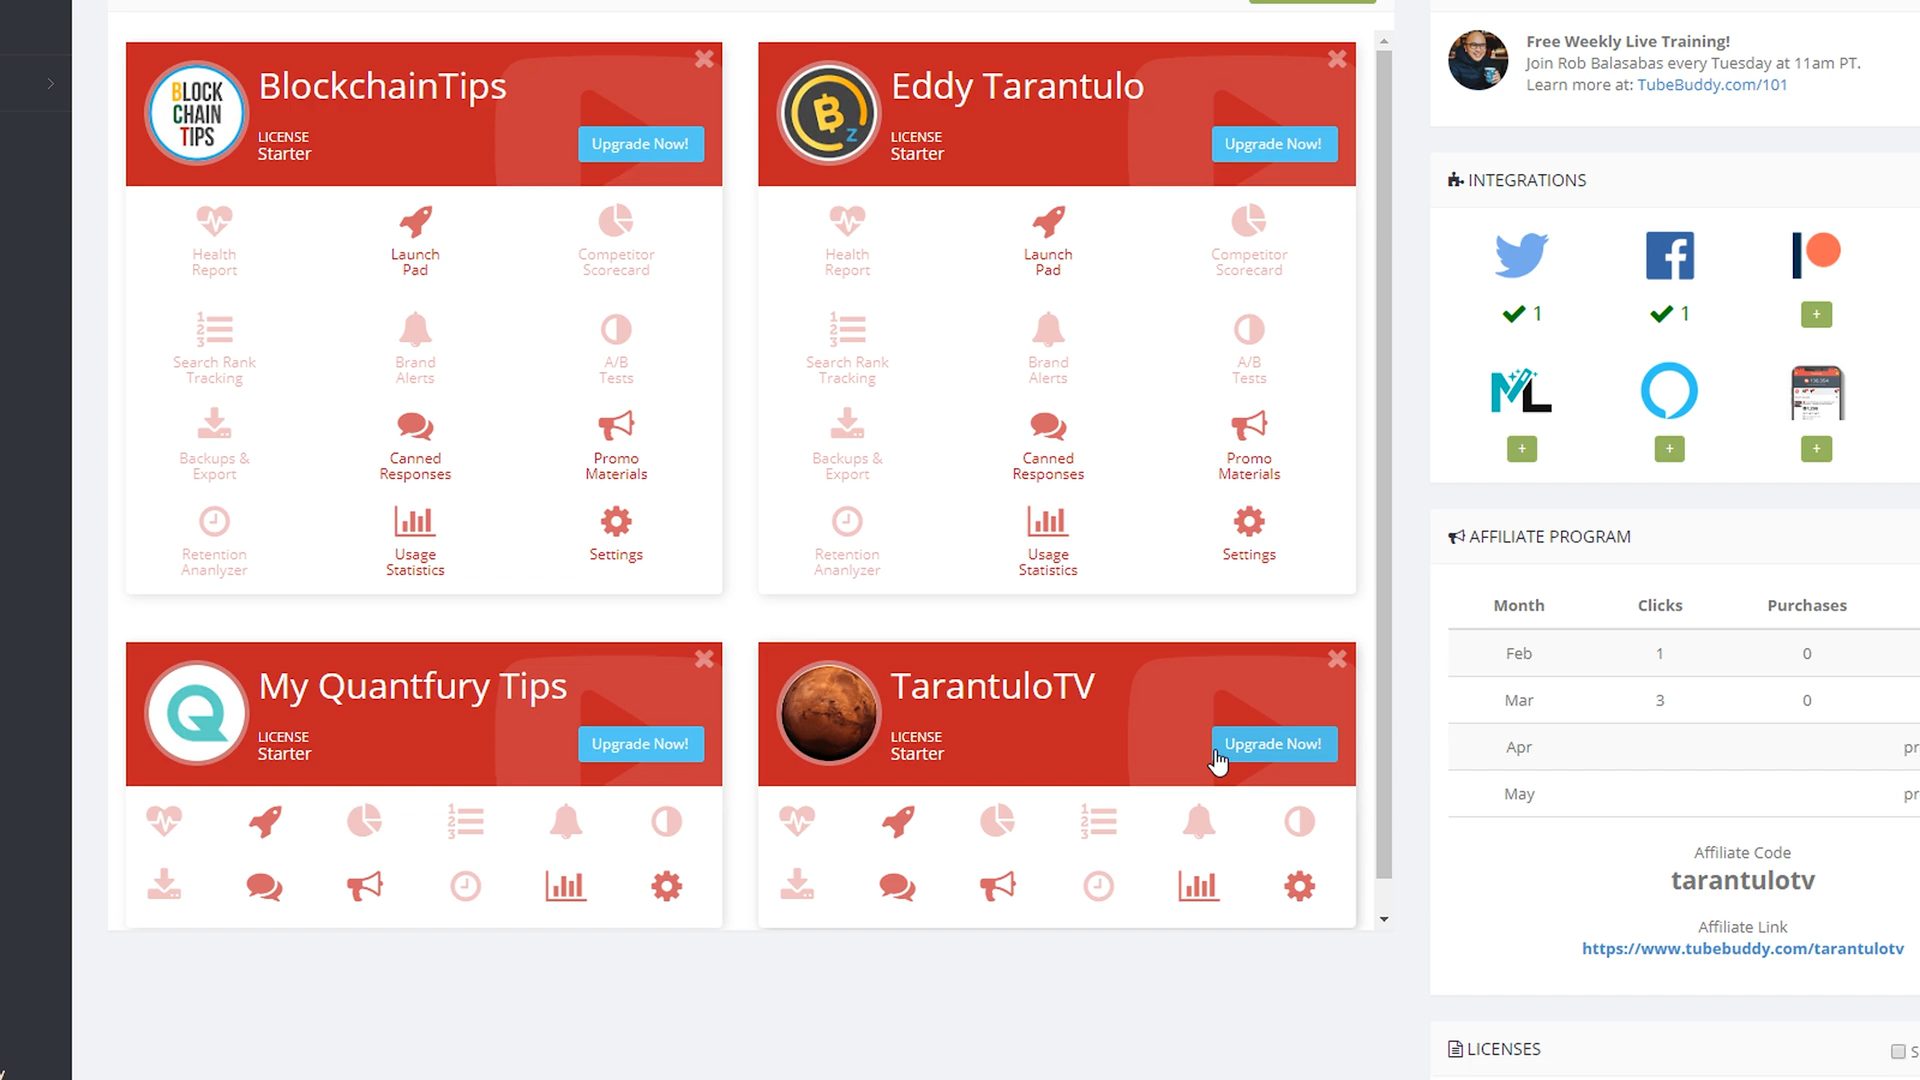 BlockchainTips
BLOCK
CHAIN
TIPS
LICENSE
Starter
Upgrade Now!
Health
Report
Launch
Pad
Competitor
Scorecard
Search Rank
Tracking
Brand
Alerts
A/B
Tests
Backups &
Export
Canned
Responses
Promo
Materials
Retention
Ananlyzer
Usage
Statistics
Settings
Eddy Tarantulo
LICENSE
Starter
Upgrade Now!
Health
Report
Launch
Pad
Competitor
Scorecard
Search Rank
Tracking
Brand
Alerts
A/B
Tests
Backups &
Export
Canned
Responses
Promo
Materials
Retention
Ananlyzer
Usage
Statistics
Settings
My Quantfury Tips
LICENSE
Starter
Upgrade Now!
TarantuloTV
LICENSE
Starter
Upgrade Now!
Free Weekly Live Training!
Join Rob Balasabas every Tuesday at 11am PT.
Learn more at: TubeBuddy.com/101
INTEGRATIONS
1
1
+
ML
+
+
+
AFFILIATE PROGRAM
Month Clicks Purchases
Feb 1 0
Mar 3 0
Apr pr
May pr
Affiliate Code
tarantulotv
Affiliate Link
https://www.tubebuddy.com/tarantulotv
LICENSES
S